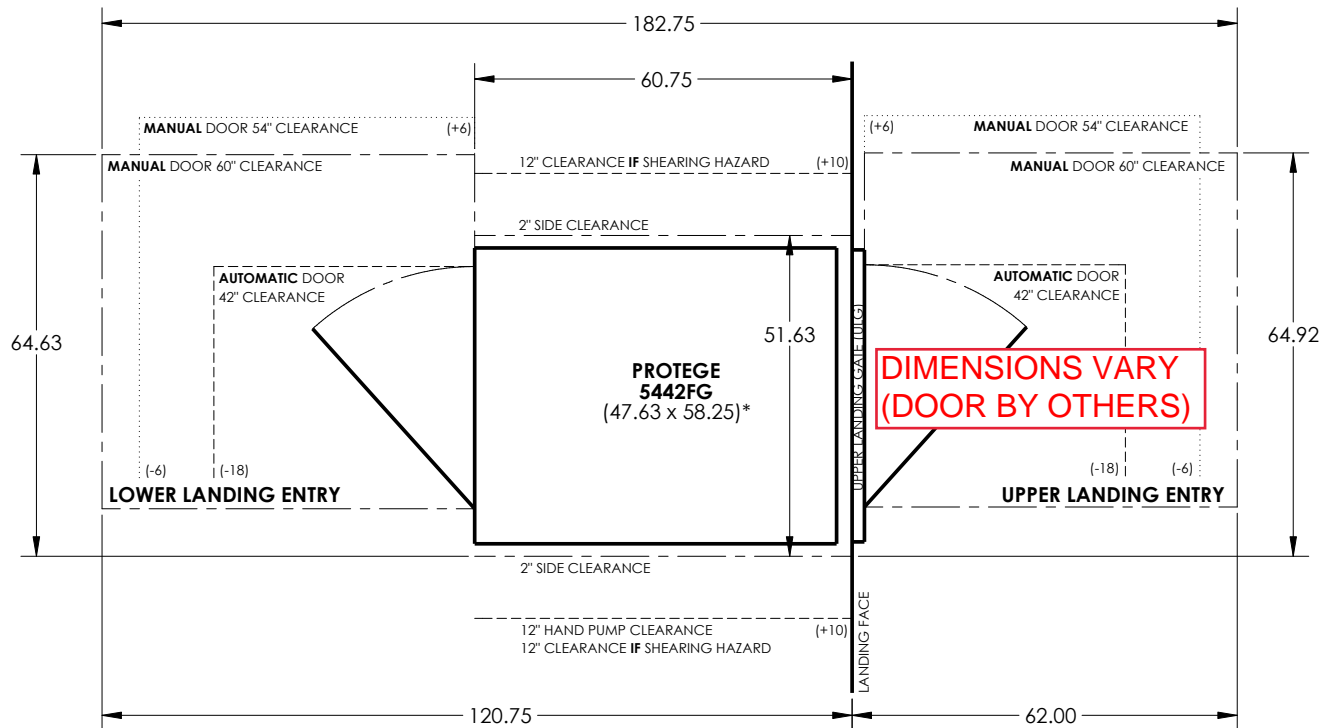 182.75
60.75
MANUAL DOOR 54" CLEARANCE (+6)
(+6) MANUAL DOOR 54" CLEARANCE
MANUAL DOOR 60" CLEARANCE
12" CLEARANCE IF SHEARING HAZARD (+10)
MANUAL DOOR 60" CLEARANCE
2" SIDE CLEARANCE
AUTOMATIC DOOR
42" CLEARANCE
AUTOMATIC DOOR
42" CLEARANCE
64.63
51.63
64.92
PROTEGE
5442FG
(47.63 x 58.25)*
UPPER LANDING GATE (ULG)
DIMENSIONS VARY
(DOOR BY OTHERS)
(-6) (-18)
LOWER LANDING ENTRY
(-18) (-6)
UPPER LANDING ENTRY
2" SIDE CLEARANCE
12" HAND PUMP CLEARANCE (+10)
12" CLEARANCE IF SHEARING HAZARD
LANDING FACE
120.75
62.00